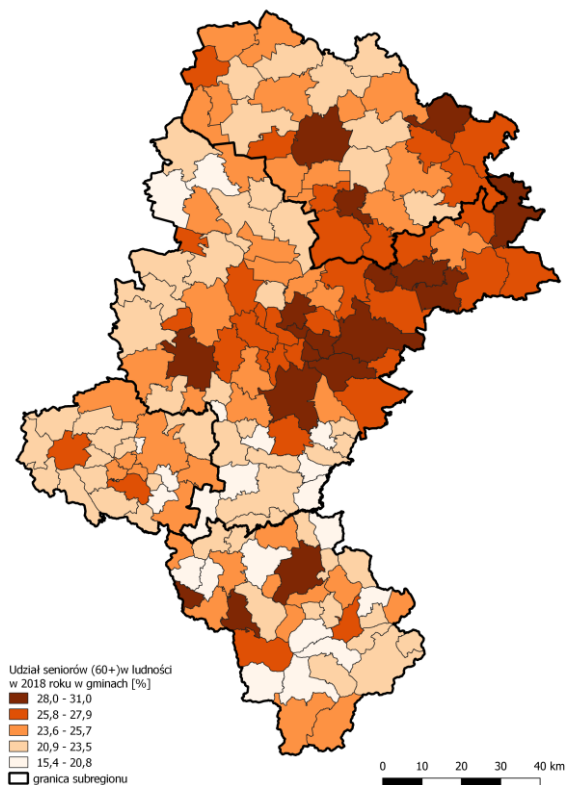 Udział seniorów (60+)w ludności
w 2018 roku w gminach [%]
28,0 - 31,0
25,8 - 27,9
23,6 - 25,7
20,9 - 23,5
15,4 - 20,8
granica subregionu
0 10 20 30 40 km